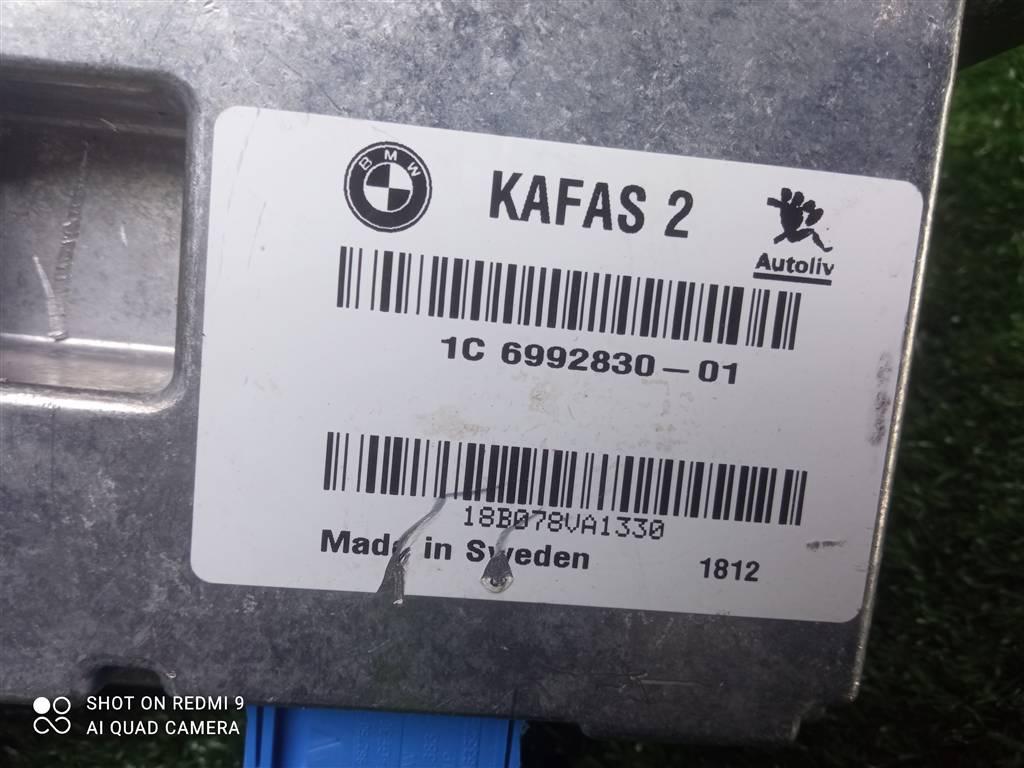 BMW
KAFAS 2
Autoliv
1C 6992830-01
18B078VA1330
Made in Sweden
1812
SHOT ON REDMI 9
AI QUAD CAMERA